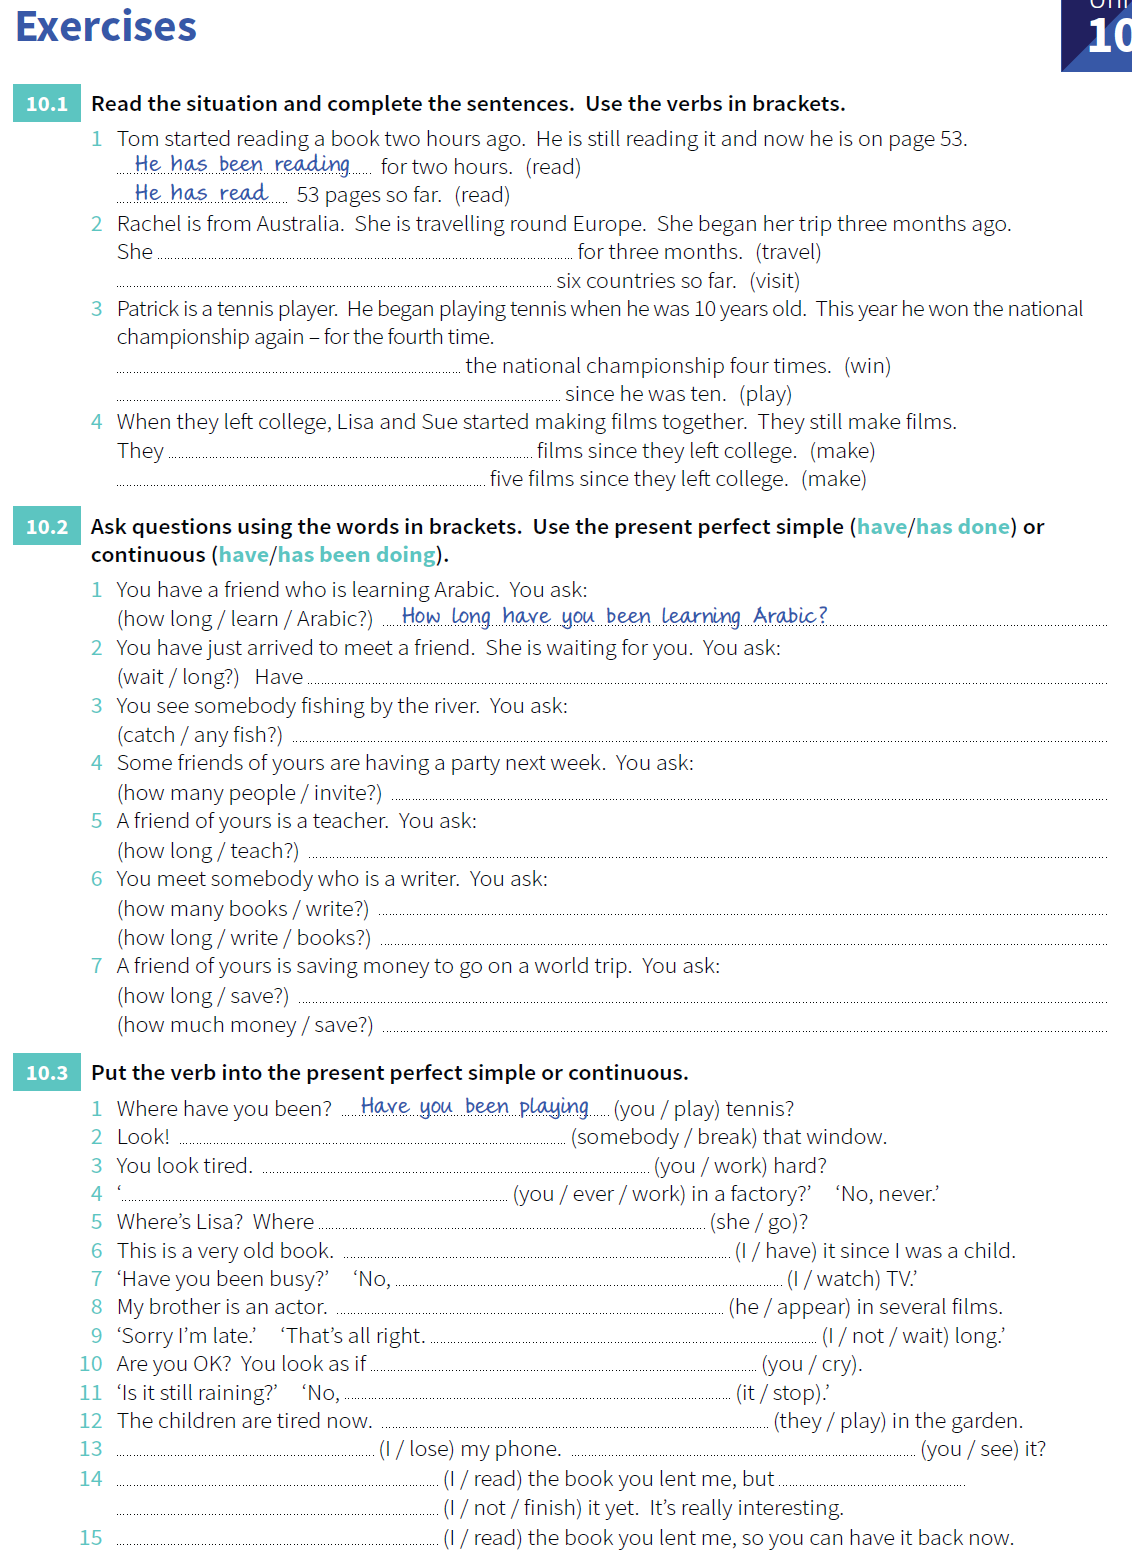 Exercises
Unit
10
10.1 Read the situation and complete the sentences. Use the verbs in brackets.
1 Tom started reading a book two hours ago. He is still reading it and now he is on page 53.
He has been reading for two hours. (read)
He has read 53 pages so far. (read)
2 Rachel is from Australia. She is travelling round Europe. She began her trip three months ago.
She for three months. (travel)
six countries so far. (visit)
3 Patrick is a tennis player. He began playing tennis when he was 10 years old. This year he won the national
championship again – for the fourth time.
the national championship four times. (win)
since he was ten. (play)
4 When they left college, Lisa and Sue started making films together. They still make films.
They films since they left college. (make)
five films since they left college. (make)
10.2 Ask questions using the words in brackets. Use the present perfect simple (have/has done) or
continuous (have/has been doing).
1 You have a friend who is learning Arabic. You ask:
(how long / learn / Arabic?) How long have you been learning Arabic?
2 You have just arrived to meet a friend. She is waiting for you. You ask:
(wait / long?) Have
3 You see somebody fishing by the river. You ask:
(catch / any fish?)
4 Some friends of yours are having a party next week. You ask:
(how many people / invite?)
5 A friend of yours is a teacher. You ask:
(how long / teach?)
6 You meet somebody who is a writer. You ask:
(how many books / write?)
(how long / write / books?)
7 A friend of yours is saving money to go on a world trip. You ask:
(how long / save?)
(how much money / save?)
10.3 Put the verb into the present perfect simple or continuous.
1 Where have you been? Have you been playing (you / play) tennis?
2 Look! (somebody / break) that window.
3 You look tired. (you / work) hard?
4 ‘ (you / ever / work) in a factory?’ ‘No, never.’
5 Where’s Lisa? Where (she / go)?
6 This is a very old book. (I / have) it since I was a child.
7 ‘Have you been busy?’ ‘No, (I / watch) TV.’
8 My brother is an actor. (he / appear) in several films.
9 ‘Sorry I’m late.’ ‘That’s all right. (I / not / wait) long.’
10 Are you OK? You look as if (you / cry).
11 ‘Is it still raining?’ ‘No, (it / stop).’
12 The children are tired now. (they / play) in the garden.
13 (I / lose) my phone. (you / see) it?
14 (I / read) the book you lent me, but
(I / not / finish) it yet. It’s really interesting.
15 (I / read) the book you lent me, so you can have it back now.